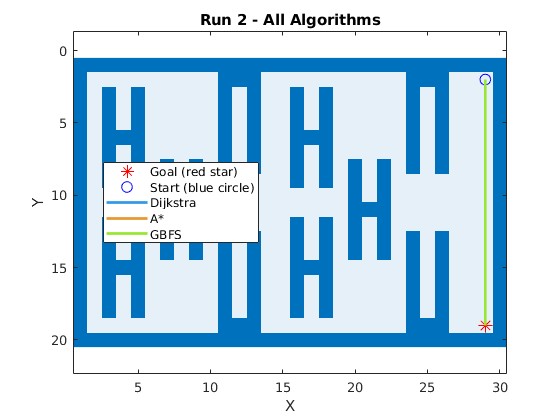 Run 2 - All Algorithms
0
5
10
15
20
Y
Goal (red star)
Start (blue circle)
Dijkstra
A*
GBFS
5 10 15 20 25 30
X